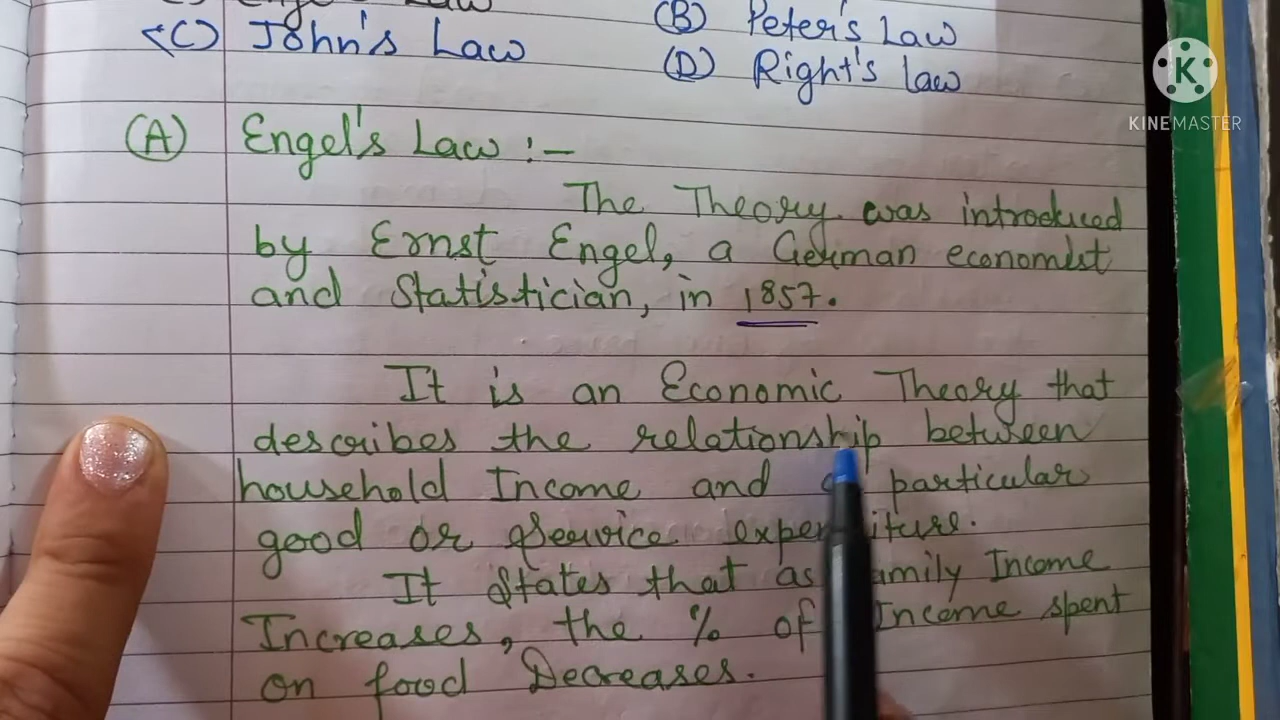 (C) John's Law
(B) Peter's Law
(D) Right's law
K
KINEMASTER
(A) Engel's Law :-
The Theory was introduced
by Ernst Engel, a German economist
and Statistician, in 1857.
It is an Economic Theory that
describes the relationship between
household Income and particular
good or Service
It States that as Income
Increases, the % of Income spent
on food Decreases.